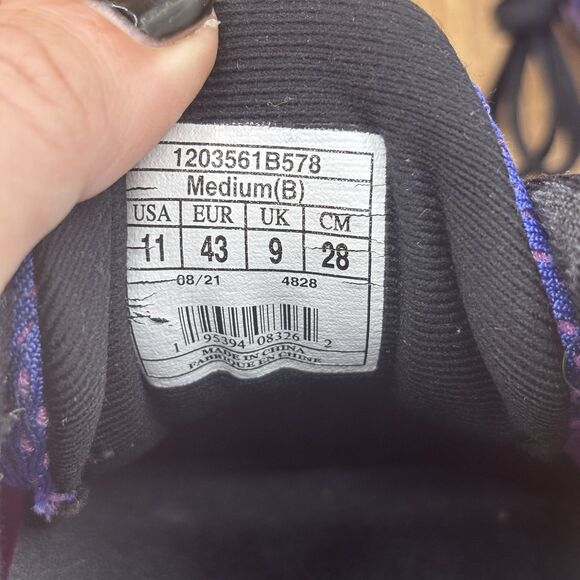 1203561B578
Medium(B)
USA EUR UK CM
11 43 9 28
08/21 4828
1 95394 08326 2
MADE IN CHINA
FABRIQUE EN CHINE